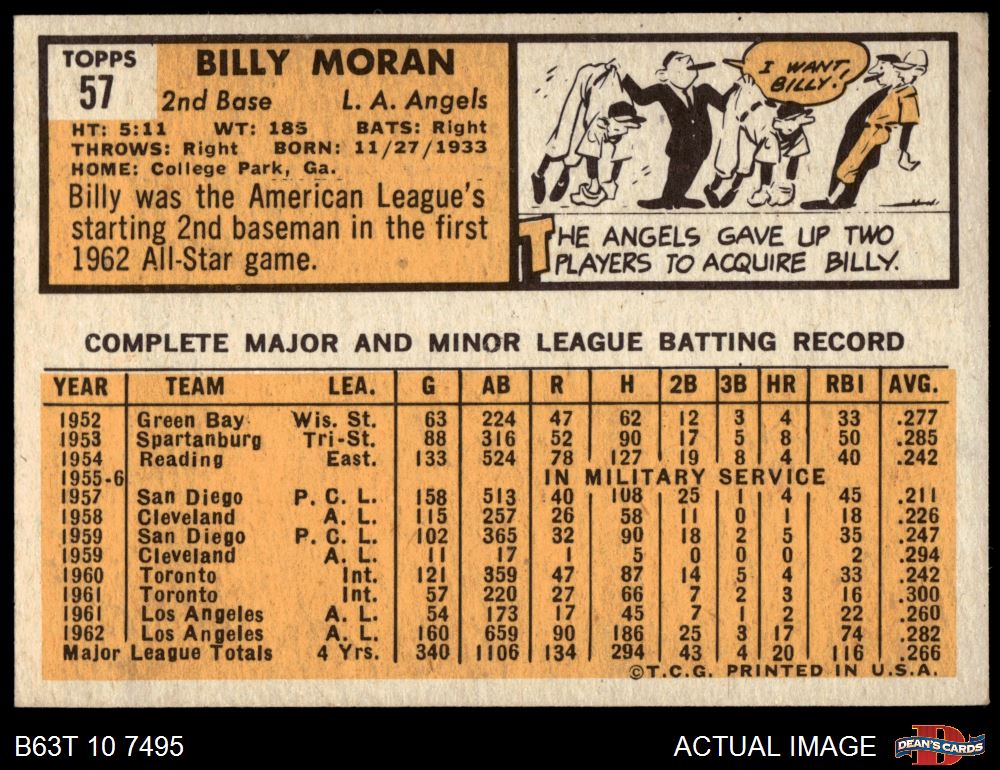 TOPPS
57
BILLY MORAN
2nd Base L. A. Angels
HT: 5:11 WT: 185 BATS: Right
THROWS: Right BORN: 11/27/1933
HOME: College Park, Ga.
Billy was the American League's
starting 2nd baseman in the first
1962 All-Star game.
I WANT
BILLY!
THE ANGELS GAVE UP TWO
PLAYERS TO ACQUIRE BILLY.
COMPLETE MAJOR AND MINOR LEAGUE BATTING RECORD
YEAR TEAM LEA. G AB R H 2B 3B HR RBI AVG.
1952 Green Bay Wis. St. 63 224 47 62 12 3 4 33 .277
1953 Spartanburg Tri-St. 88 316 52 90 17 5 8 50 .285
1954 Reading East. 133 524 78 127 19 8 4 40 .242
1955-6 IN MILITARY SERVICE
1957 San Diego P. C. L. 158 513 40 108 25 1 4 45 .211
1958 Cleveland A. L. 115 257 26 58 11 0 1 18 .226
1959 San Diego P. C. L. 102 365 32 90 18 2 5 35 .247
1959 Cleveland A. L. 11 17 1 5 0 0 0 2 .294
1960 Toronto Int. 121 359 47 87 14 5 4 33 .242
1961 Toronto Int. 57 220 27 66 7 2 3 16 .300
1961 Los Angeles A. L. 54 173 17 45 7 1 2 22 .260
1962 Los Angeles A. L. 160 659 90 186 25 3 17 74 .282
Major League Totals 4 Yrs. 340 1106 134 294 43 4 20 116 .266
©T.C.G. PRINTED IN U.S.A.
B63T 10 7495 ACTUAL IMAGE DEAN'S CARDS